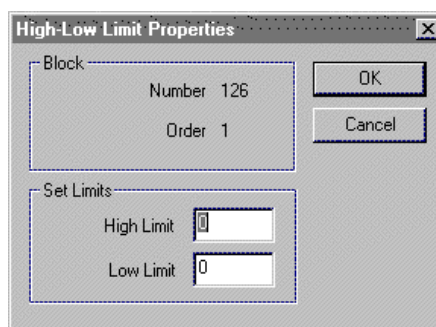 High-Low Limit Properties
Block
Number 126
Order 1
OK
Cancel
Set Limits
High Limit 0
Low Limit 0